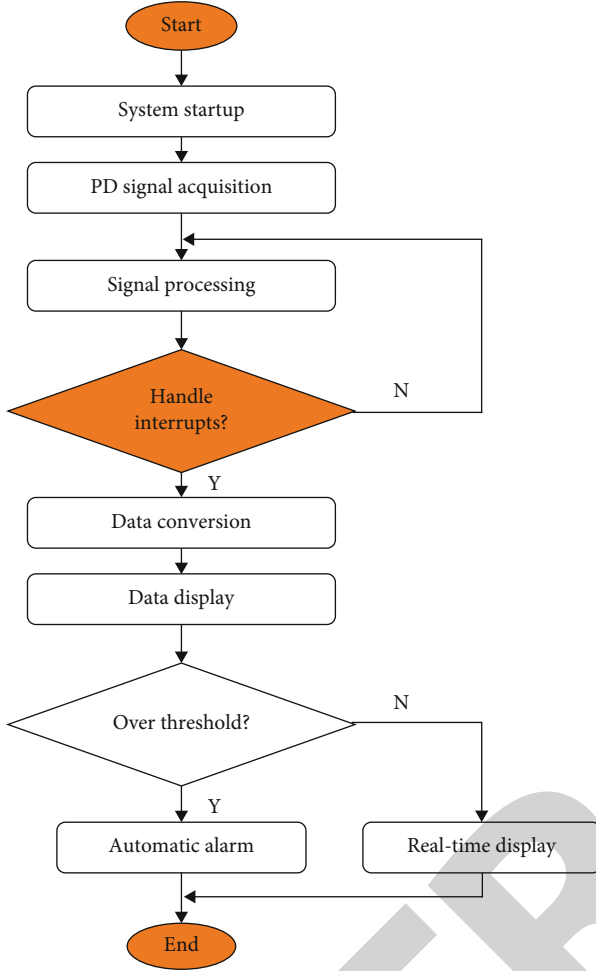 Start
System startup
PD signal acquisition
Signal processing
Handle
interrupts?
N
Y
Data conversion
Data display
Over threshold?
N
Y
Automatic alarm
Real-time display
End